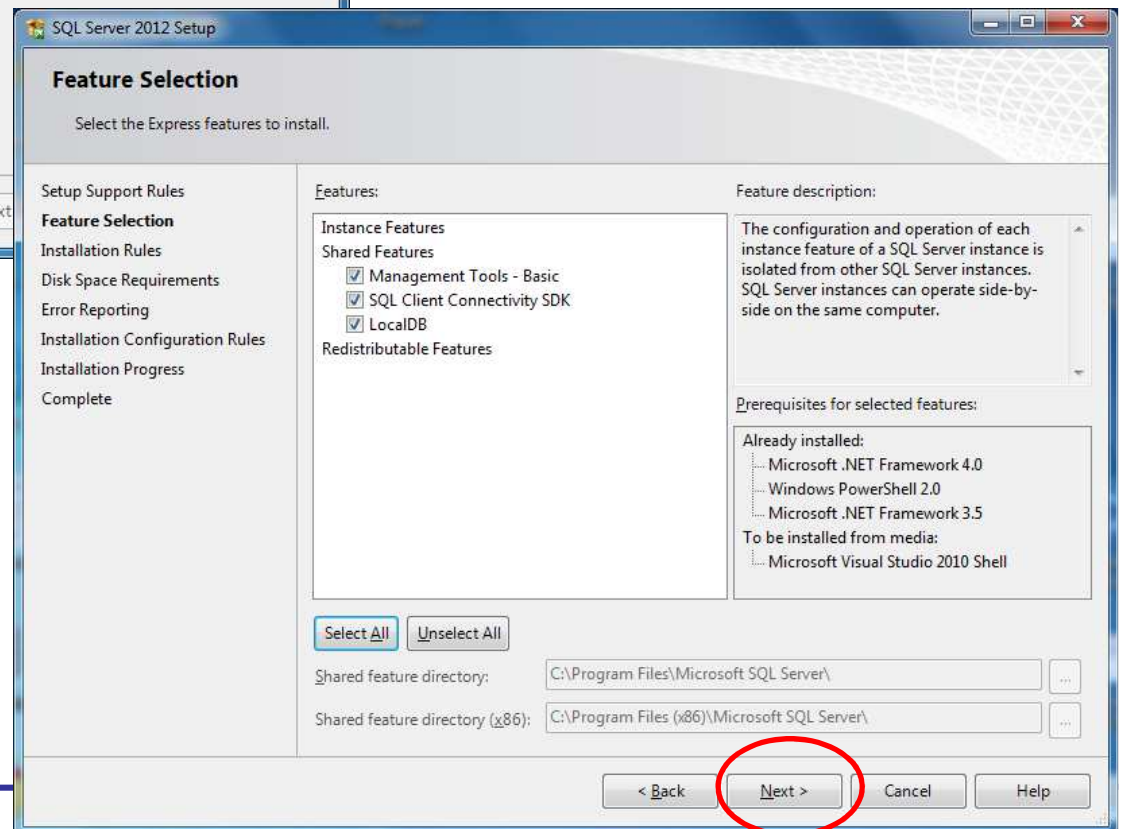 SQL Server 2012 Setup
Feature Selection
Select the Express features to install.
xt
Setup Support Rules
Feature Selection
Installation Rules
Disk Space Requirements
Error Reporting
Installation Configuration Rules
Installation Progress
Complete
Features:
Instance Features
Shared Features
Management Tools - Basic
SQL Client Connectivity SDK
LocalDB
Redistributable Features
Feature description:
The configuration and operation of each
instance feature of a SQL Server instance is
isolated from other SQL Server instances.
SQL Server instances can operate side-by-
side on the same computer.
Prerequisites for selected features:
Already installed:
Microsoft .NET Framework 4.0
Windows PowerShell 2.0
Microsoft .NET Framework 3.5
To be installed from media:
Microsoft Visual Studio 2010 Shell
Select All
Unselect All
Shared feature directory:
C:\Program Files\Microsoft SQL Server\
...
Shared feature directory (x86):
C:\Program Files (x86)\Microsoft SQL Server\
...
< Back
Next >
Cancel
Help